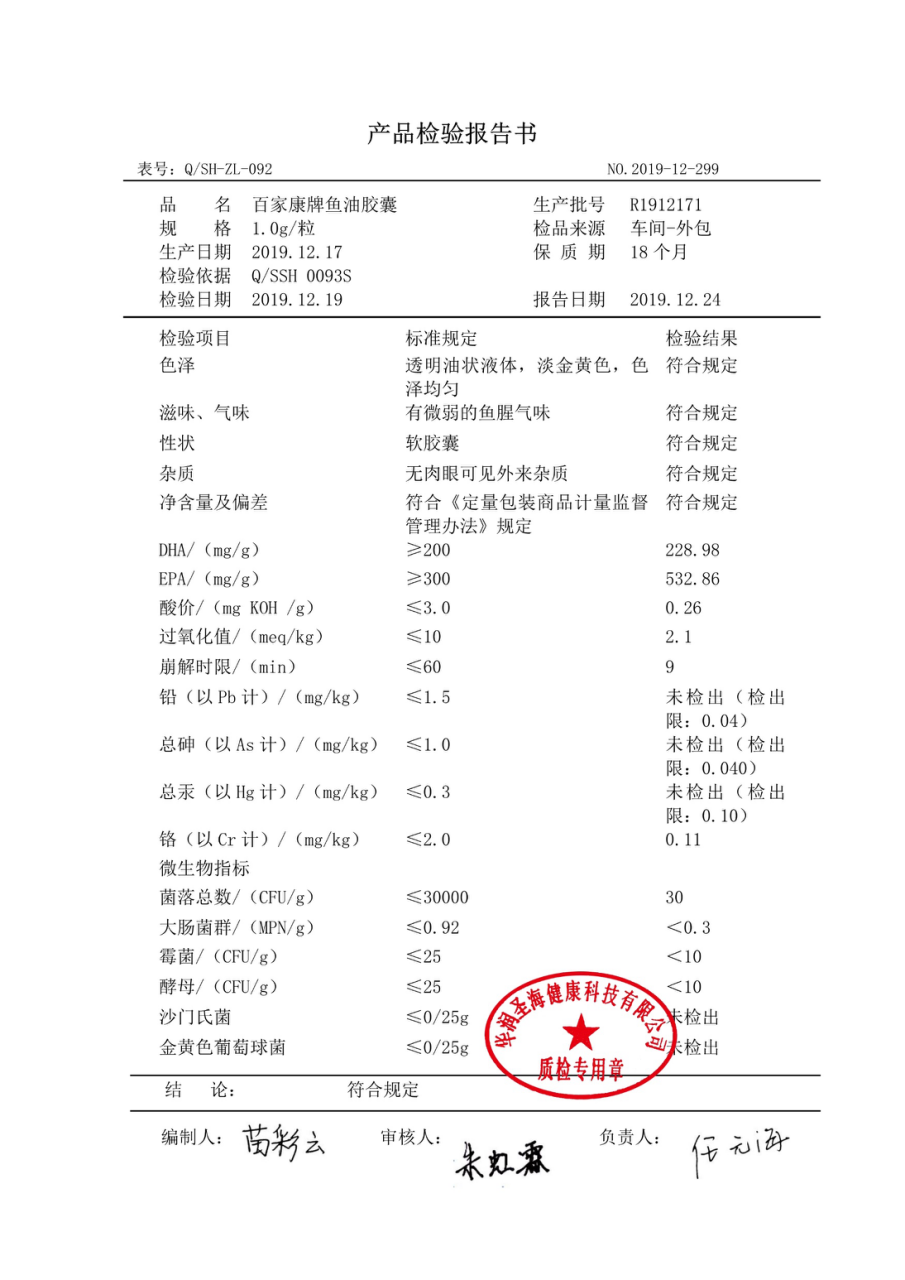 产品检验报告书
表号：Q/SH-ZL-092 NO.2019-12-299
品 名 百家康牌鱼油胶囊 生产批号 R1912171
规 格 1.0g/粒 检品来源 车间-外包
生产日期 2019.12.17 保 质 期 18个月
检验依据 Q/SSH 0093S
检验日期 2019.12.19 报告日期 2019.12.24
检验项目 标准规定 检验结果
色泽 透明油状液体，淡金黄色，色 符合规定
泽均匀
滋味、气味 有微弱的鱼腥气味 符合规定
性状 软胶囊 符合规定
杂质 无肉眼可见外来杂质 符合规定
净含量及偏差 符合《定量包装商品计量监督 符合规定
管理办法》规定
DHA/（mg/g） ≥200 228.98
EPA/（mg/g） ≥300 532.86
酸价/（mg KOH /g） ≤3.0 0.26
过氧化值/（meq/kg） ≤10 2.1
崩解时限/（min） ≤60 9
铅（以Pb计）/（mg/kg） ≤1.5 未检出（检出
限：0.04）
总砷（以As计）/（mg/kg） ≤1.0 未检出（检出
限：0.040）
总汞（以Hg计）/（mg/kg） ≤0.3 未检出（检出
限：0.10）
铬（以Cr计）/（mg/kg） ≤2.0 0.11
微生物指标
菌落总数/（CFU/g） ≤30000 30
大肠菌群/（MPN/g） ≤0.92 ＜0.3
霉菌/（CFU/g） ≤25 ＜10
酵母/（CFU/g） ≤25 ＜10
沙门氏菌 ≤0/25g 未检出
金黄色葡萄球菌 ≤0/25g 未检出
华润圣海健康科技有限公司
质检专用章
结 论： 符合规定
编制人：苗彩云 审核人：朱虹霖 负责人：任元海